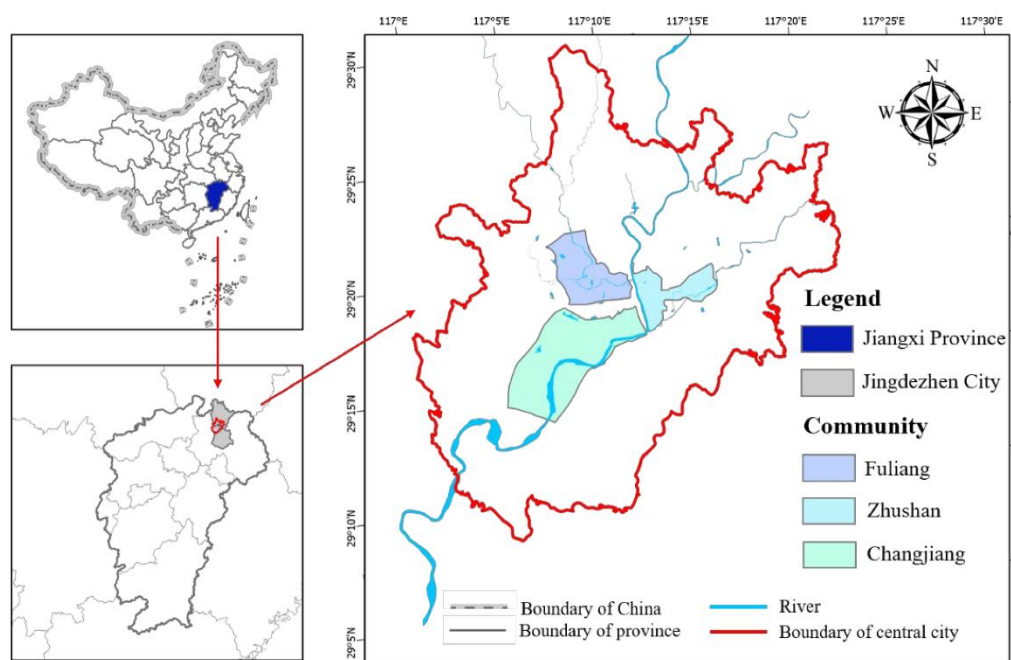 117°E 117°5'E 117°10'E 117°15'E 117°20'E 117°30'E
29°30'N
29°25'N
29°20'N
29°15'N
29°10'N
29°5'N
N
W E
S
Legend
Jiangxi Province
Jingdezhen City
Community
Fuliang
Zhushan
Changjiang
Boundary of China
Boundary of province
River
Boundary of central city